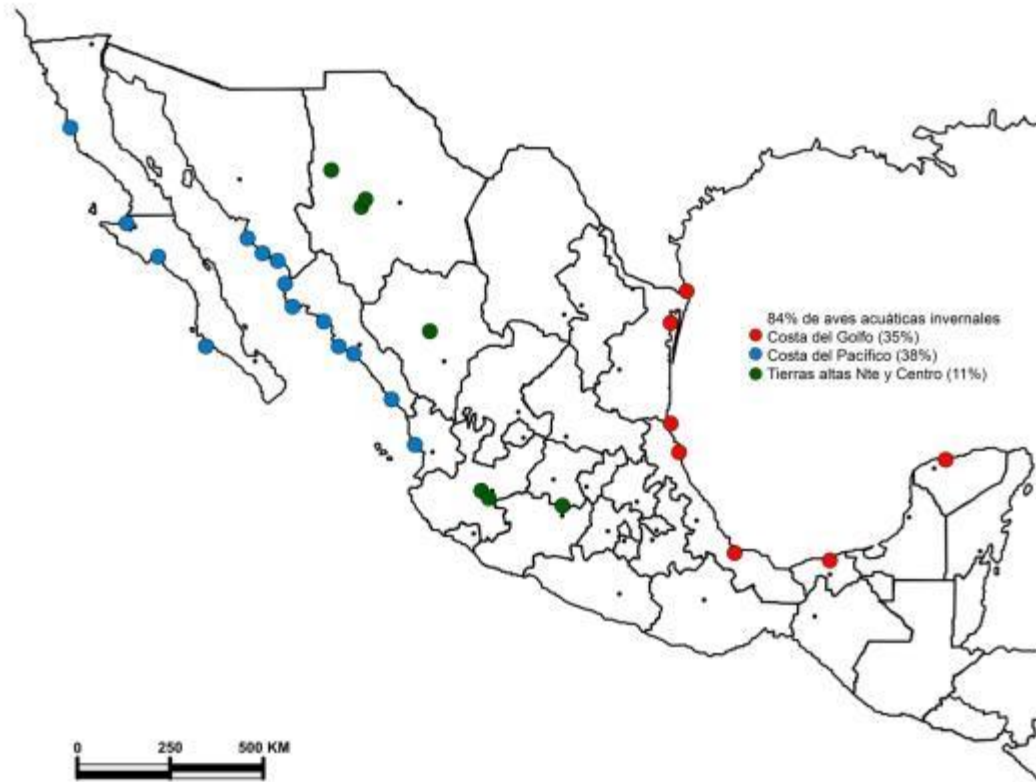 84% de aves acuáticas invernales
Costa del Golfo (35%)
Costa del Pacífico (38%)
Tierras altas Nte y Centro (11%)
0 250 500 KM